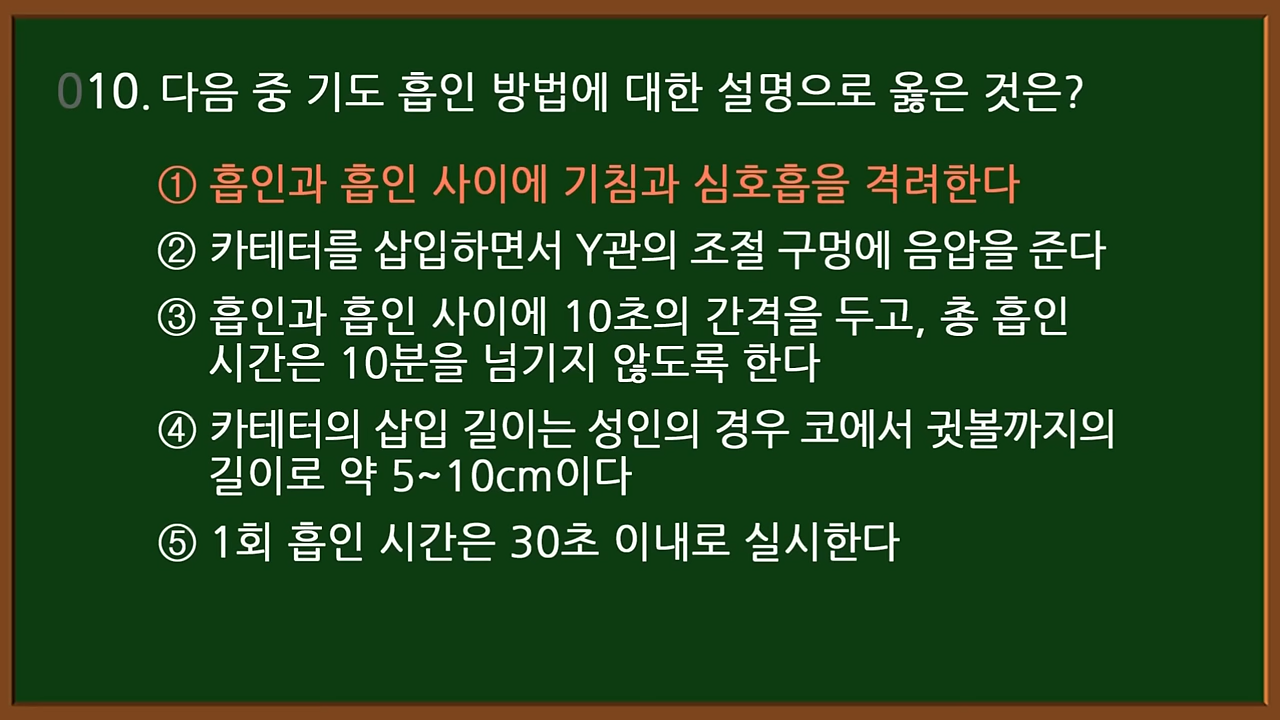 010. 다음 중 기도 흡인 방법에 대한 설명으로 옳은 것은?
① 흡인과 흡인 사이에 기침과 심호흡을 격려한다
② 카테터를 삽입하면서 Y관의 조절 구멍에 음압을 준다
③ 흡인과 흡인 사이에 10초의 간격을 두고, 총 흡인
시간은 10분을 넘기지 않도록 한다
④ 카테터의 삽입 길이는 성인의 경우 코에서 귓볼까지의
길이로 약 5~10cm이다
⑤ 1회 흡인 시간은 30초 이내로 실시한다